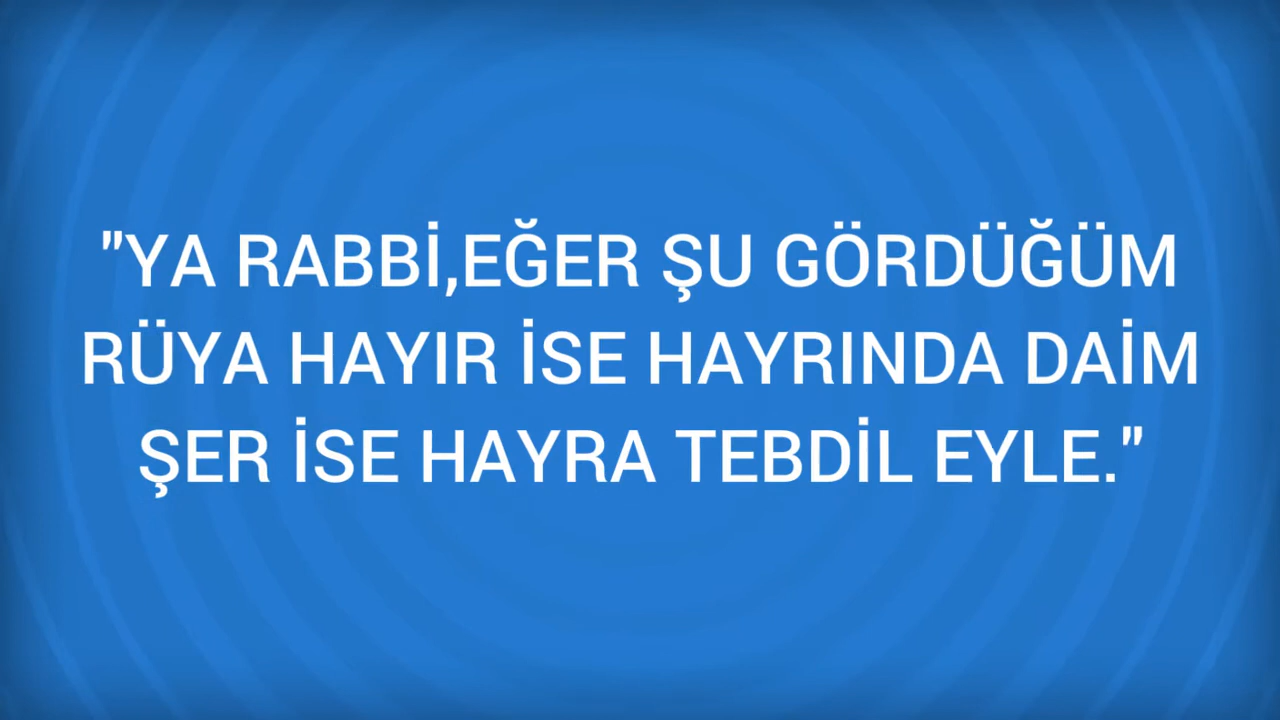 "YA RABBİ,EĞER ŞU GÖRDÜĞÜM
RÜYA HAYIR İSE HAYRINDA DAİM
ŞER İSE HAYRA TEBDİL EYLE."